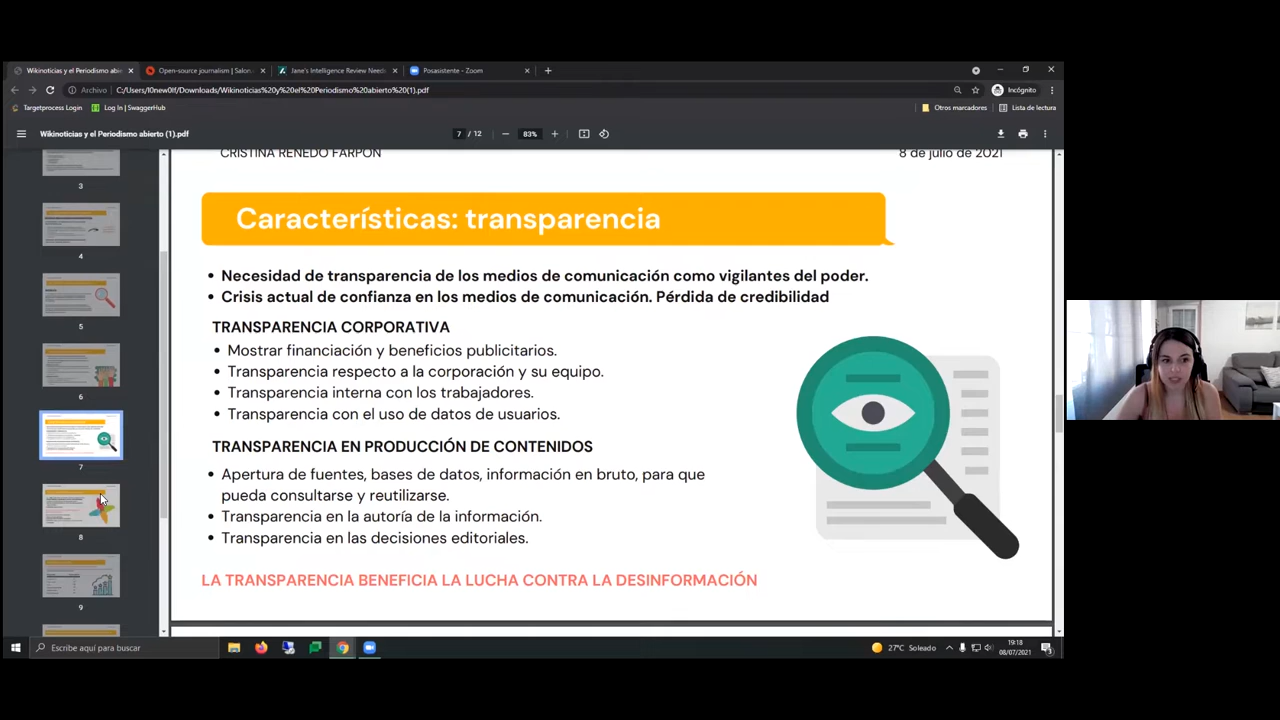 Wikinoticias y el Periodismo abie
Open-source journalism | Salon.
Jane's Intelligence Review Need
Posasistente - Zoom
Archivo
C:/Users/l0new0lf/Downloads/Wikinoticias%20y%20el%20Periodismo%20abierto%20(1).pdf
Incógnito
Targetprocess Login
Log In | SwaggerHub
Otros marcadores
Lista de lectura
Wikinoticias y el Periodismo abierto (1).pdf
7 / 12
83%
3
4
5
6
7
8
9
CRISTINA RENEDO FARPÓN
8 de julio de 2021
Características: transparencia
• Necesidad de transparencia de los medios de comunicación como vigilantes del poder.
• Crisis actual de confianza en los medios de comunicación. Pérdida de credibilidad
TRANSPARENCIA CORPORATIVA
• Mostrar financiación y beneficios publicitarios.
• Transparencia respecto a la corporación y su equipo.
• Transparencia interna con los trabajadores.
• Transparencia con el uso de datos de usuarios.
TRANSPARENCIA EN PRODUCCIÓN DE CONTENIDOS
• Apertura de fuentes, bases de datos, información en bruto, para que
pueda consultarse y reutilizarse.
• Transparencia en la autoría de la información.
• Transparencia en las decisiones editoriales.
LA TRANSPARENCIA BENEFICIA LA LUCHA CONTRA LA DESINFORMACIÓN
Escribe aquí para buscar
27°C Soleado
19:18
08/07/2021